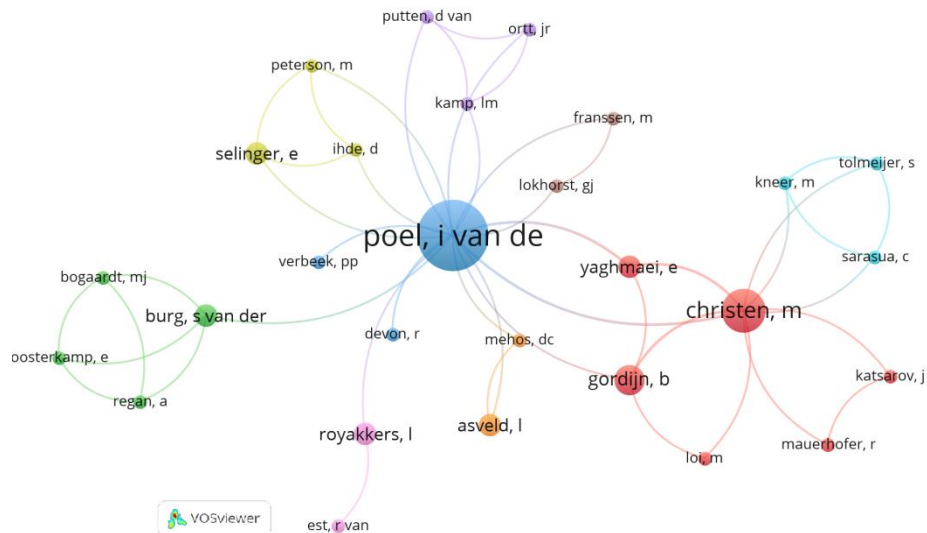 putten, d van
ortt, jr
peterson, m
kamp, lm
franssen, m
selinger, e
ihde, d
tolmeijer, s
kneer, m
lokhorst, gj
poel, i van de
verbeek, pp
yaghmaei, e
sarasua, c
bogaardt, mj
burg, s van der
christen, m
devon, r
mehos, dc
oosterkamp, e
gordijn, b
katsarov, j
regan, a
royakkers, l
asveld, l
loi, m
mauerhofer, r
est, r van
VOSviewer